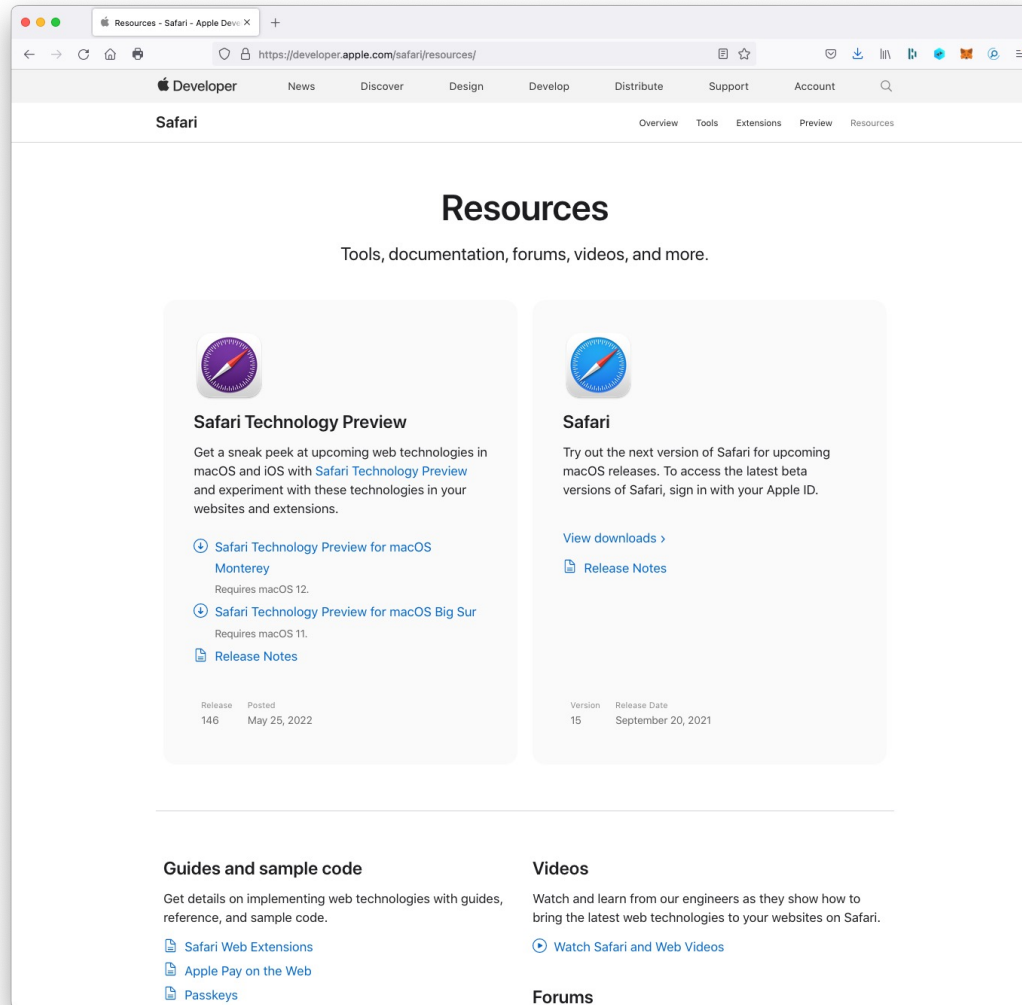 Resources - Safari - Apple Deve
https://developer.apple.com/safari/resources/
Developer News Discover Design Develop Distribute Support Account
Safari Overview Tools Extensions Preview Resources
Resources
Tools, documentation, forums, videos, and more.
Safari Technology Preview
Get a sneak peek at upcoming web technologies in
macOS and iOS with Safari Technology Preview
and experiment with these technologies in your
websites and extensions.
Safari Technology Preview for macOS
Monterey
Requires macOS 12.
Safari Technology Preview for macOS Big Sur
Requires macOS 11.
Release Notes
Release Posted
146 May 25, 2022
Safari
Try out the next version of Safari for upcoming
macOS releases. To access the latest beta
versions of Safari, sign in with your Apple ID.
View downloads ›
Release Notes
Version Release Date
15 September 20, 2021
Guides and sample code
Get details on implementing web technologies with guides,
reference, and sample code.
Safari Web Extensions
Apple Pay on the Web
Passkeys
Videos
Watch and learn from our engineers as they show how to
bring the latest web technologies to your websites on Safari.
Watch Safari and Web Videos
Forums